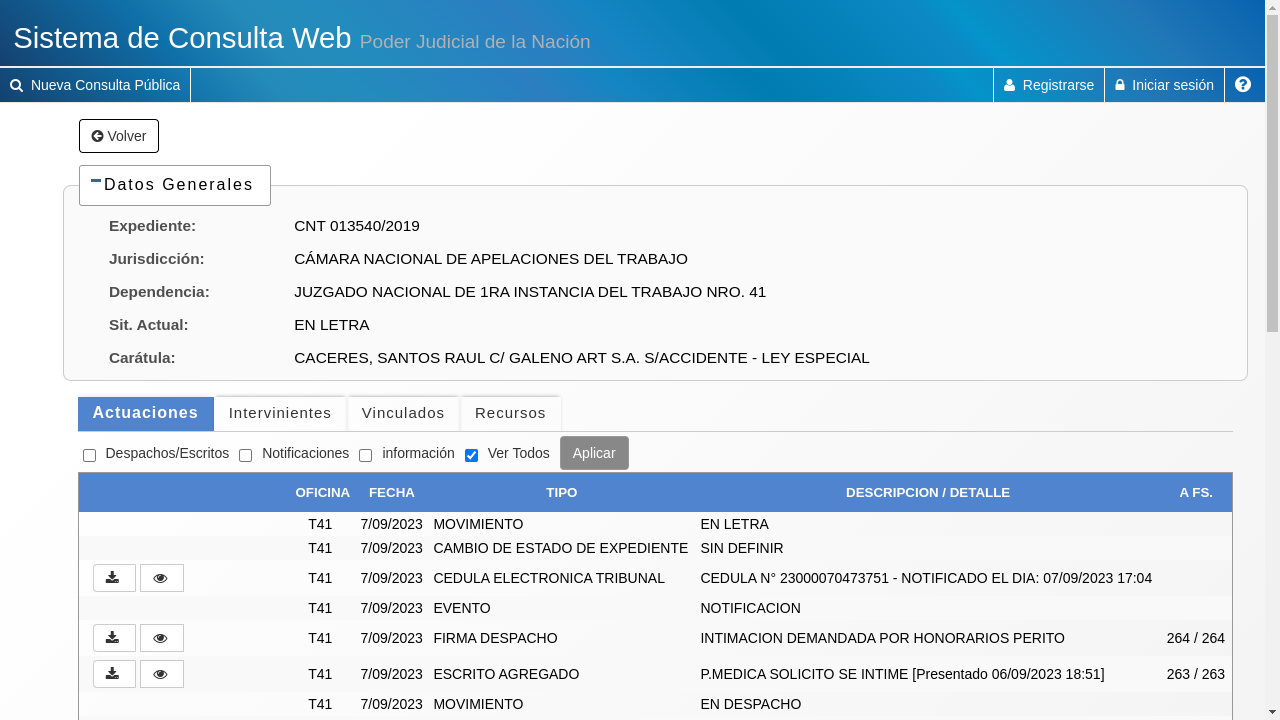 Sistema de Consulta Web Poder Judicial de la Nación
Nueva Consulta Pública Registrarse Iniciar sesión
Volver
Datos Generales
Expediente: CNT 013540/2019
Jurisdicción: CÁMARA NACIONAL DE APELACIONES DEL TRABAJO
Dependencia: JUZGADO NACIONAL DE 1RA INSTANCIA DEL TRABAJO NRO. 41
Sit. Actual: EN LETRA
Carátula: CACERES, SANTOS RAUL C/ GALENO ART S.A. S/ACCIDENTE - LEY ESPECIAL
Actuaciones Intervinientes Vinculados Recursos
Despachos/Escritos Notificaciones información Ver Todos Aplicar
OFICINA FECHA TIPO DESCRIPCION / DETALLE A FS.
T41 7/09/2023 MOVIMIENTO EN LETRA
T41 7/09/2023 CAMBIO DE ESTADO DE EXPEDIENTE SIN DEFINIR
T41 7/09/2023 CEDULA ELECTRONICA TRIBUNAL CEDULA N° 23000070473751 - NOTIFICADO EL DIA: 07/09/2023 17:04
T41 7/09/2023 EVENTO NOTIFICACION
T41 7/09/2023 FIRMA DESPACHO INTIMACION DEMANDADA POR HONORARIOS PERITO 264 / 264
T41 7/09/2023 ESCRITO AGREGADO P.MEDICA SOLICITO SE INTIME [Presentado 06/09/2023 18:51] 263 / 263
T41 7/09/2023 MOVIMIENTO EN DESPACHO